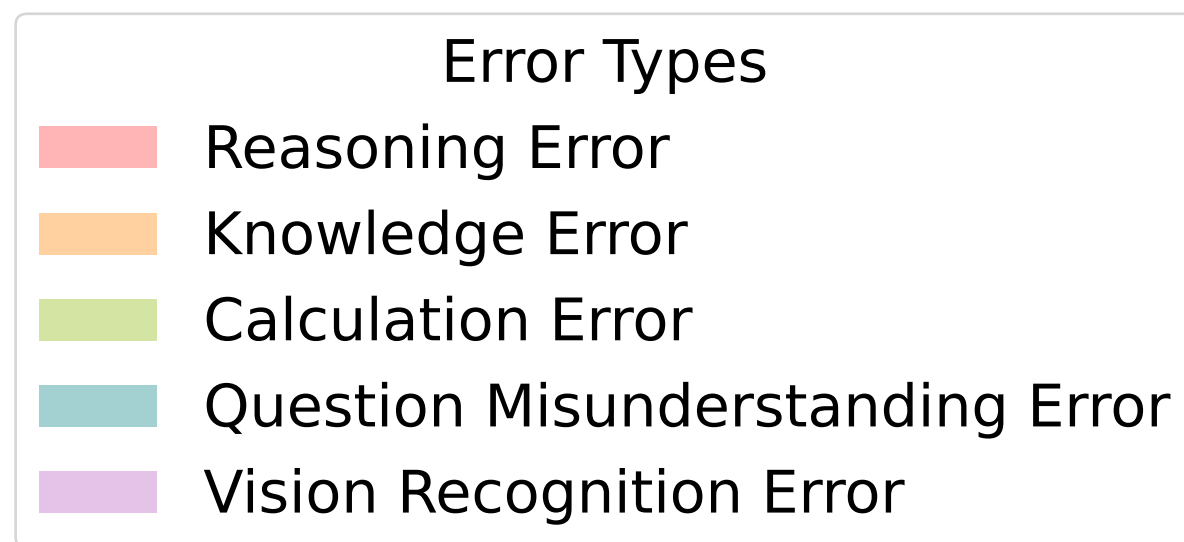 Error Types
Reasoning Error
Knowledge Error
Calculation Error
Question Misunderstanding Error
Vision Recognition Error